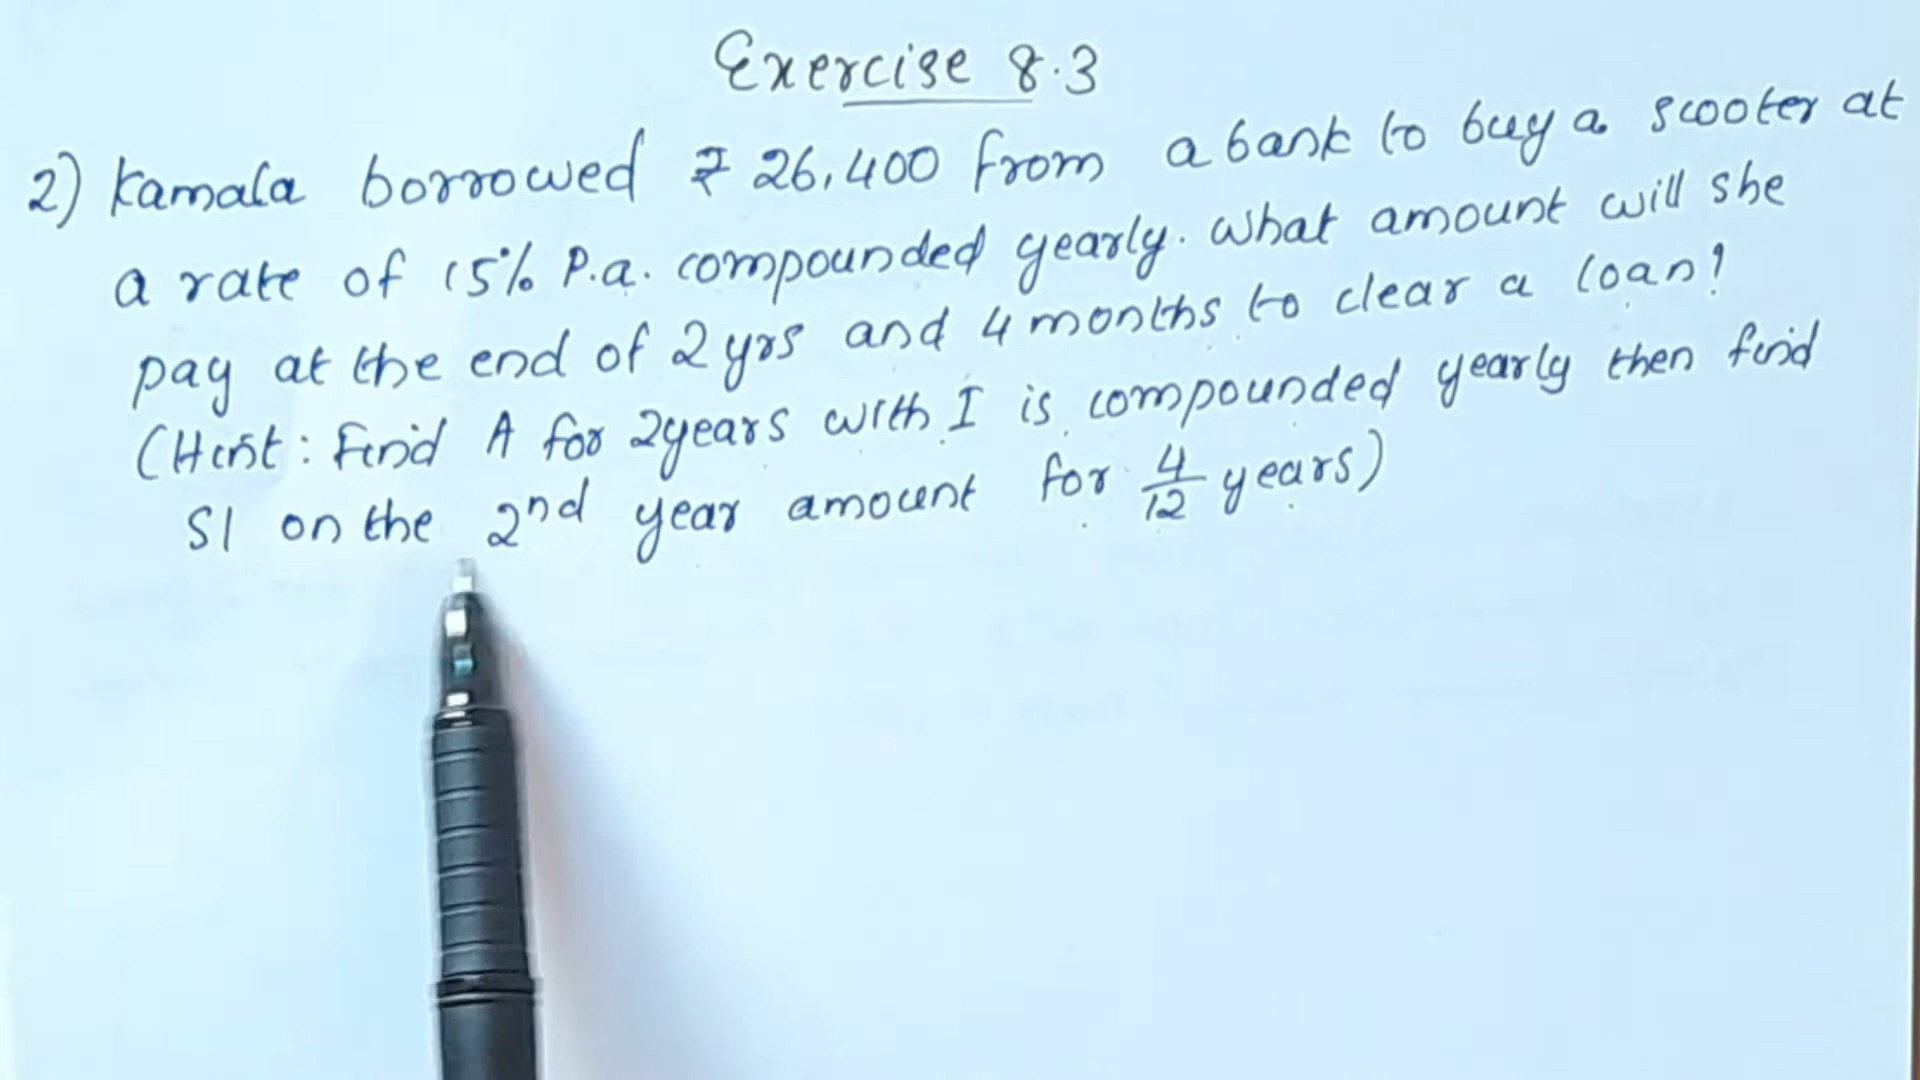 Exercise 8.3
2) Kamala borrowed ₹ 26,400 from a bank to buy a scooter at
a rate of 15% P.a. compounded yearly. What amount will she
pay at the end of 2 yrs and 4 months to clear a loan?
(Hint: Find A for 2years with I is compounded yearly then find
SI on the 2nd year amount for 4/12 years)